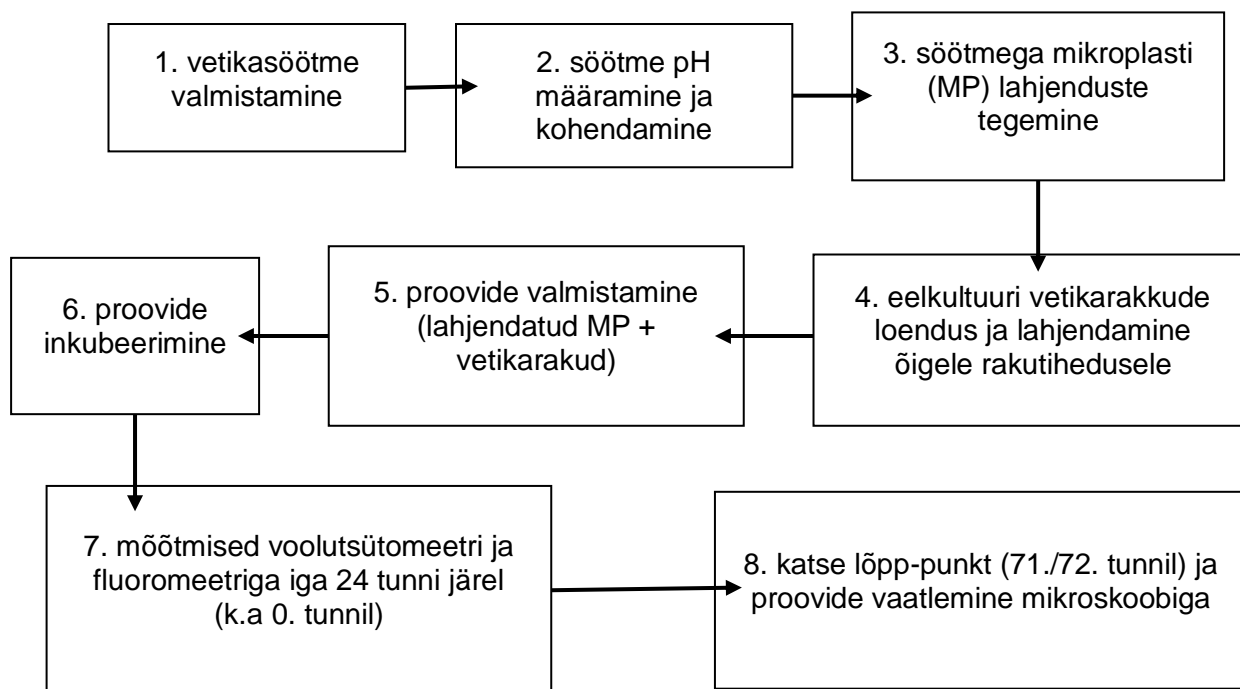 1. vetikasöötme
valmistamine
2. söötme pH
määramine ja
kohendamine
3. söötmega mikroplasti
(MP) lahjenduste
tegemine
4. eelkultuuri vetikarakkude
loendus ja lahjendamine
õigele rakutihedusele
5. proovide valmistamine
(lahjendatud MP +
vetikarakud)
6. proovide
inkubeerimine
7. mõõtmised voolutsütomeetri ja
fluoromeetriga iga 24 tunni järel
(k.a 0. tunnil)
8. katse lõpp-punkt (71./72. tunnil) ja
proovide vaatlemine mikroskoobiga